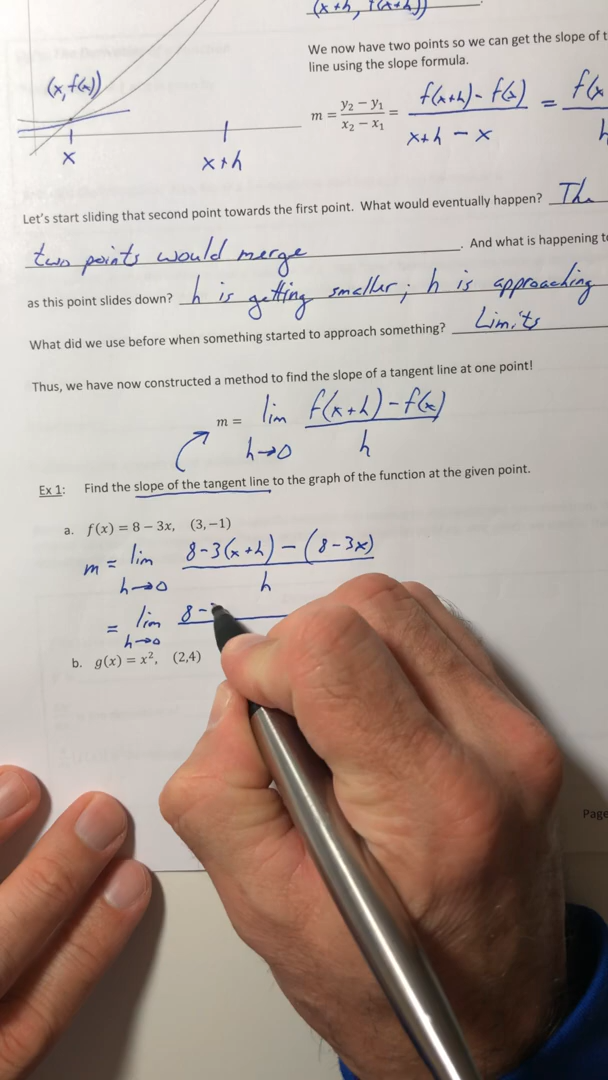 (x+h, f(x+h))
We now have two points so we can get the slope of t
line using the slope formula.
(x, f(x))
m = y₂ − y₁ / x₂ − x₁ = f(x+h) − f(x) / x+h − x = f(x / h
x
x+h
Let's start sliding that second point towards the first point. What would eventually happen? The
two points would merge. And what is happening to
as this point slides down? h is getting smaller; h is approaching
What did we use before when something started to approach something? Limits
Thus, we have now constructed a method to find the slope of a tangent line at one point!
m = lim h→0 f(x+h) − f(x) / h
Ex 1: Find the slope of the tangent line to the graph of the function at the given point.
a. f(x) = 8 − 3x, (3, −1)
m = lim h→0 8−3(x+h) − (8−3x) / h
= lim h→0 8−
b. g(x) = x², (2,4)
Page